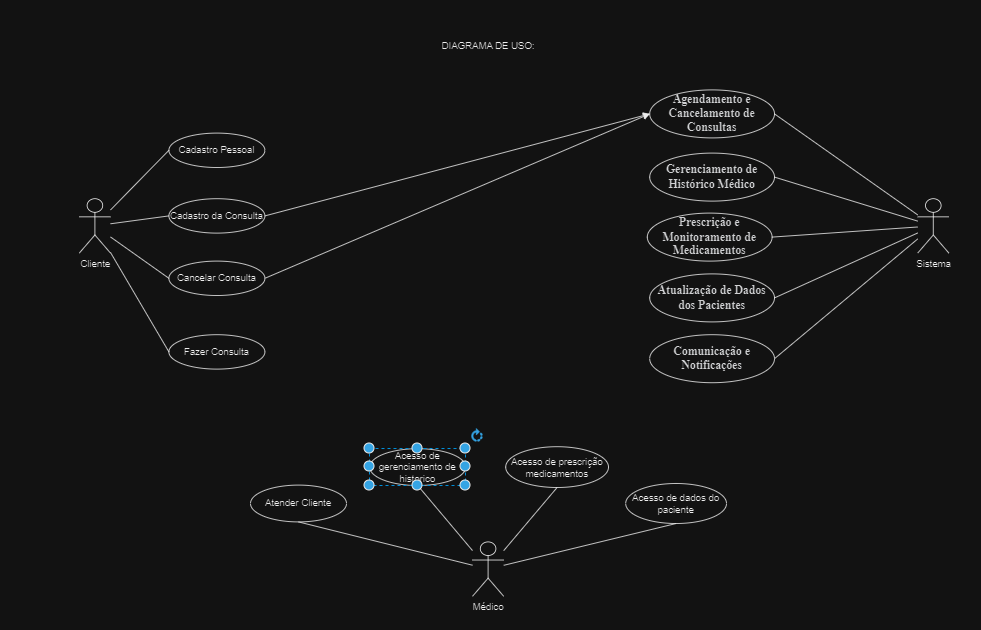 DIAGRAMA DE USO:
Agendamento e
Cancelamento de
Consultas
Cadastro Pessoal
Gerenciamento de
Histórico Médico
Cadastro da Consulta
Prescrição e
Monitoramento de
Medicamentos
Cliente
Sistema
Cancelar Consulta
Atualização de Dados
dos Pacientes
Fazer Consulta
Comunicação e
Notificações
Acesso de
gerenciamento de
historico
Acesso de prescrição
medicamentos
Atender Cliente
Acesso de dados do
paciente
Médico